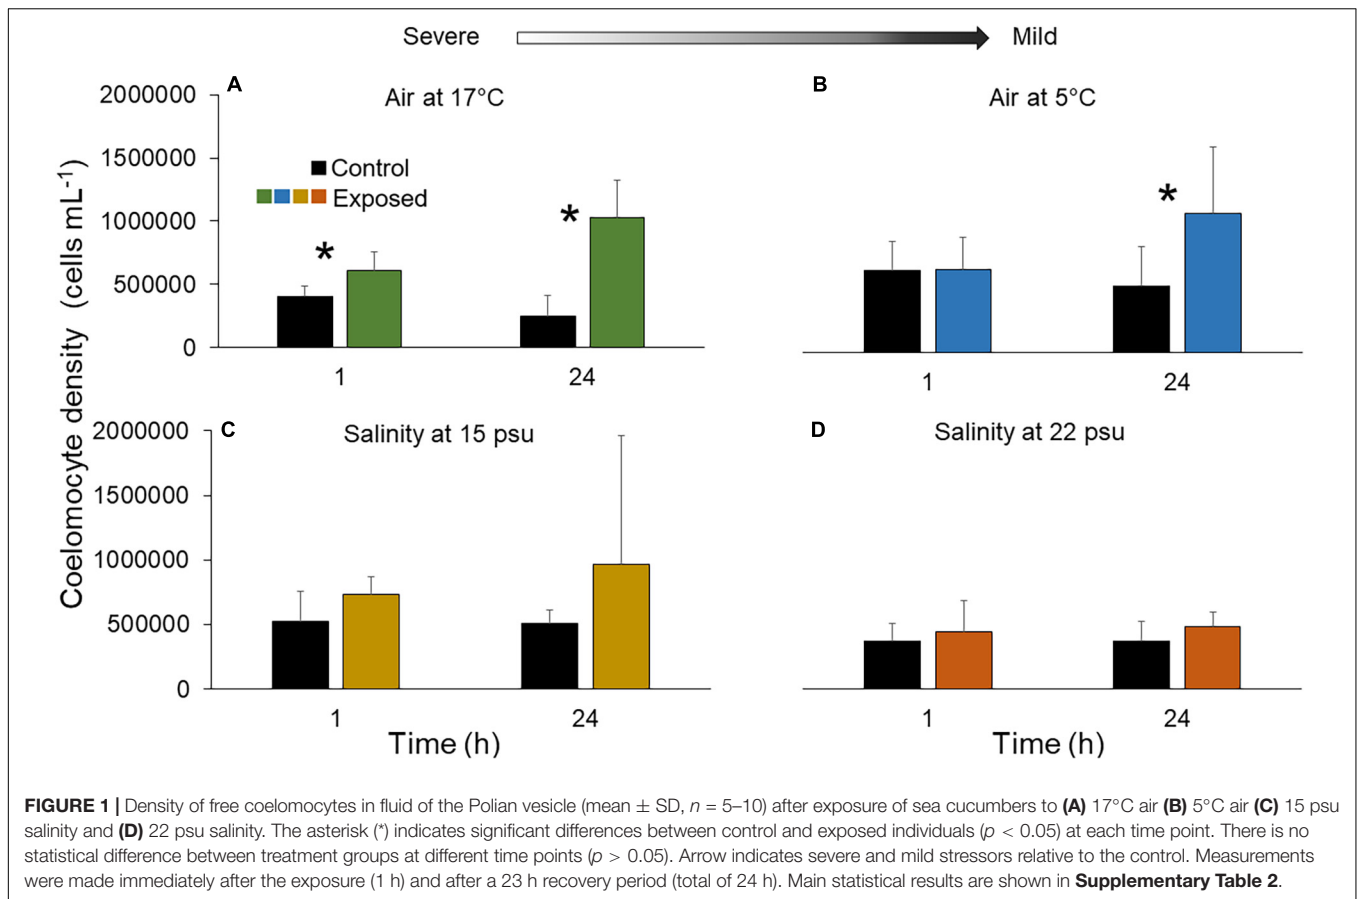 Severe Mild
A Air at 17°C
B Air at 5°C
Coelomocyte density (cells mL-1)
2000000
1500000
1000000
500000
0
Control
Exposed
*
*
1 24
*
1 24
C Salinity at 15 psu
D Salinity at 22 psu
2000000
1500000
1000000
500000
0
1 24
1 24
Time (h)
Time (h)
FIGURE 1 | Density of free coelomocytes in fluid of the Polian vesicle (mean ± SD, n = 5–10) after exposure of sea cucumbers to (A) 17°C air (B) 5°C air (C) 15 psu
salinity and (D) 22 psu salinity. The asterisk (*) indicates significant differences between control and exposed individuals (p < 0.05) at each time point. There is no
statistical difference between treatment groups at different time points (p > 0.05). Arrow indicates severe and mild stressors relative to the control. Measurements
were made immediately after the exposure (1 h) and after a 23 h recovery period (total of 24 h). Main statistical results are shown in Supplementary Table 2.